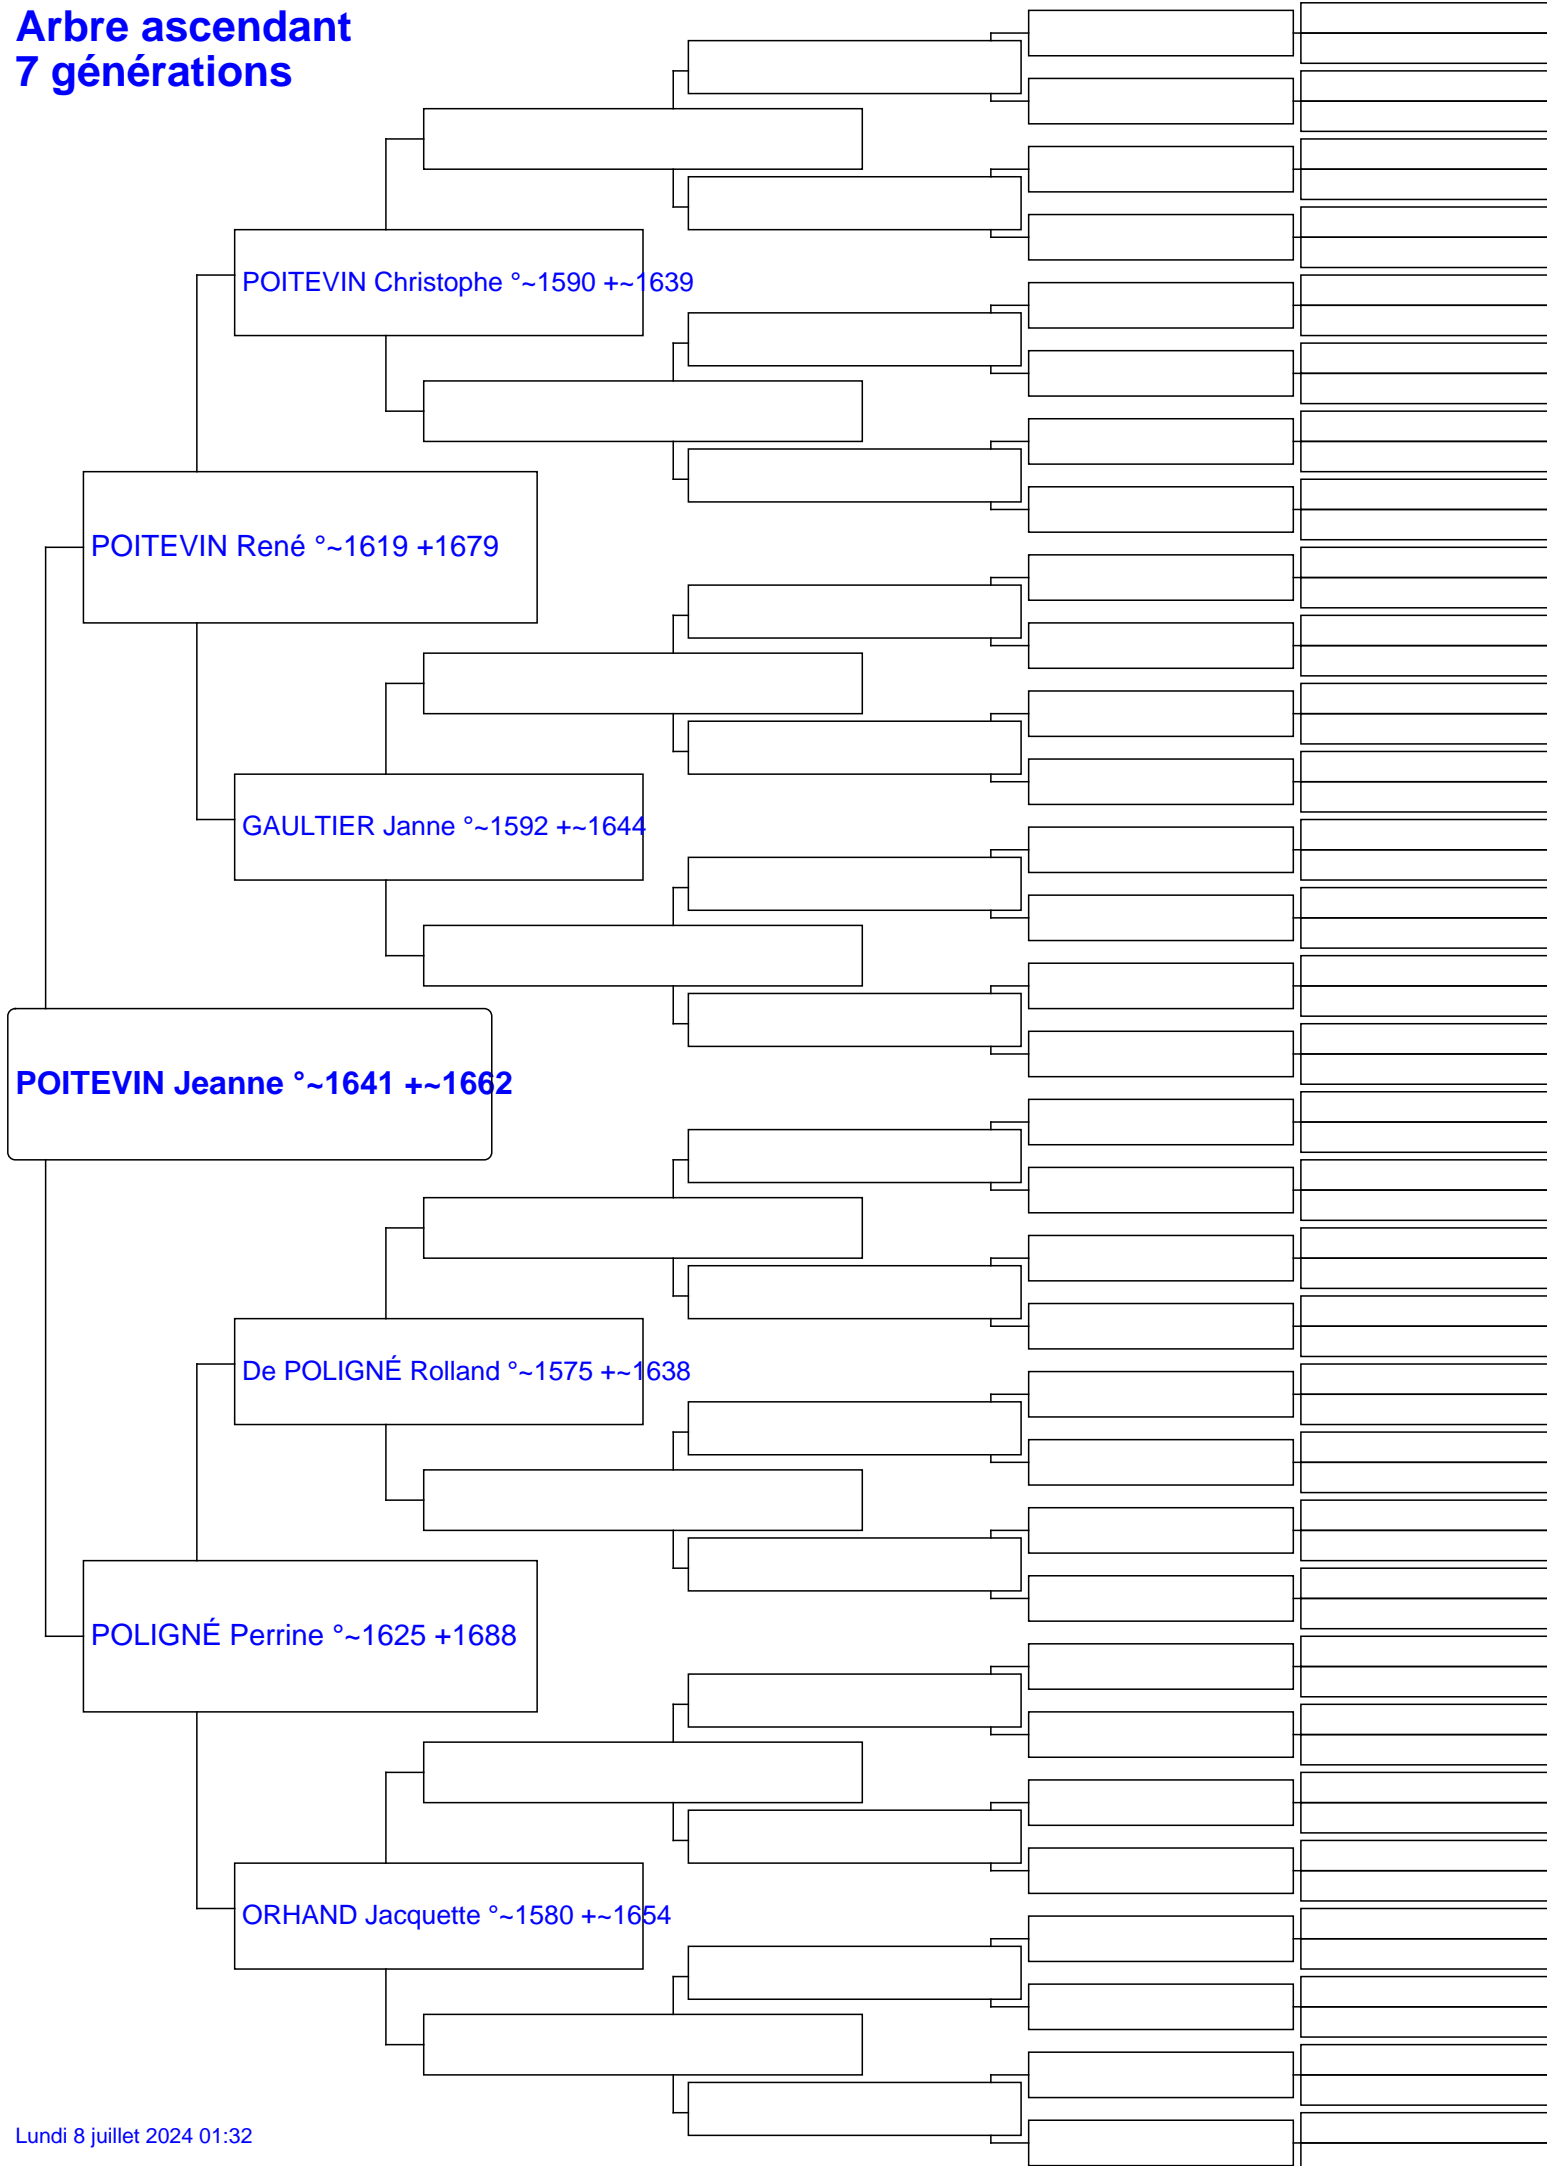 Arbre ascendant
7 générations
POITEVIN Christophe °~1590 +~1639
POITEVIN René °~1619 +1679
GAULTIER Janne °~1592 +~1644
POITEVIN Jeanne °~1641 +~1662
De POLIGNÉ Rolland °~1575 +~1638
POLIGNÉ Perrine °~1625 +1688
ORHAND Jacquette °~1580 +~1654
Lundi 8 juillet 2024 01:32